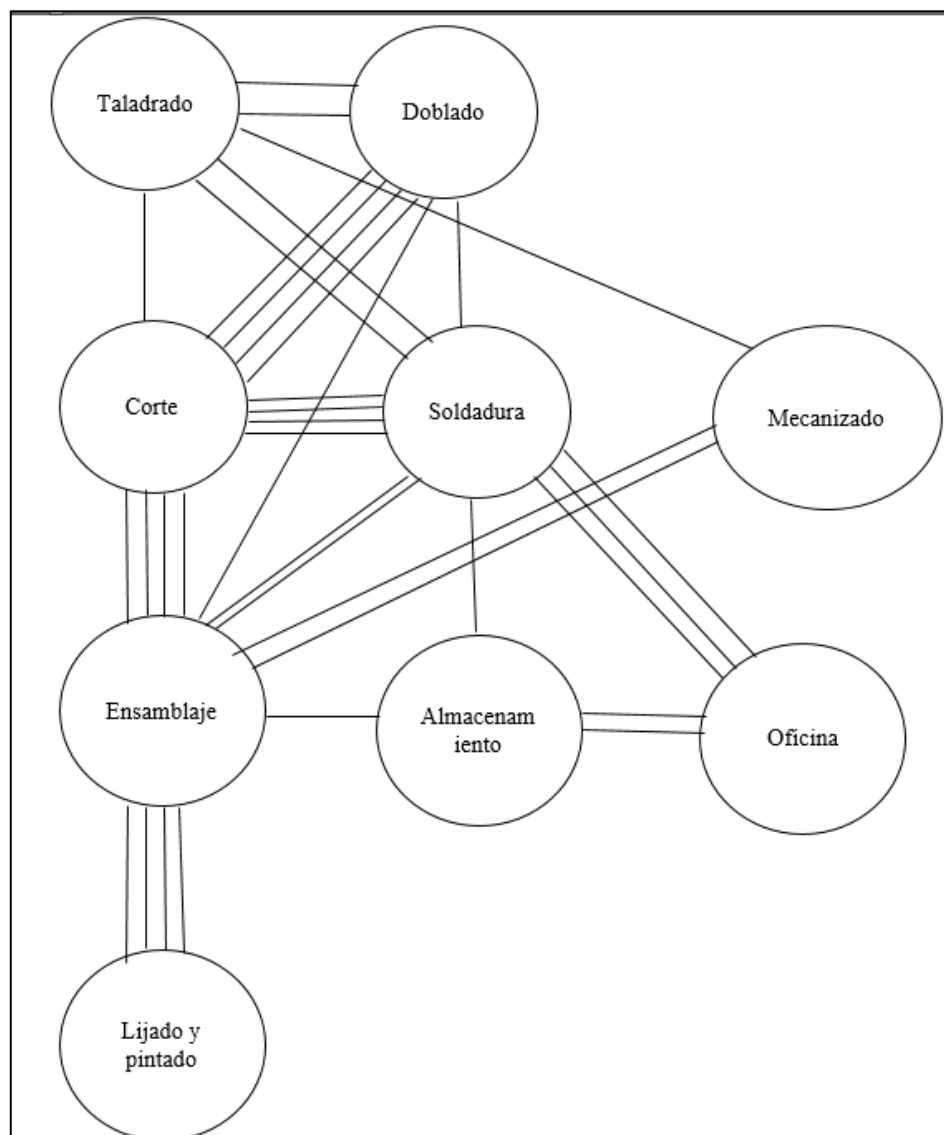 Taladrado
Doblado
Corte
Soldadura
Mecanizado
Ensamblaje
Almacenam
iento
Oficina
Lijado y
pintado